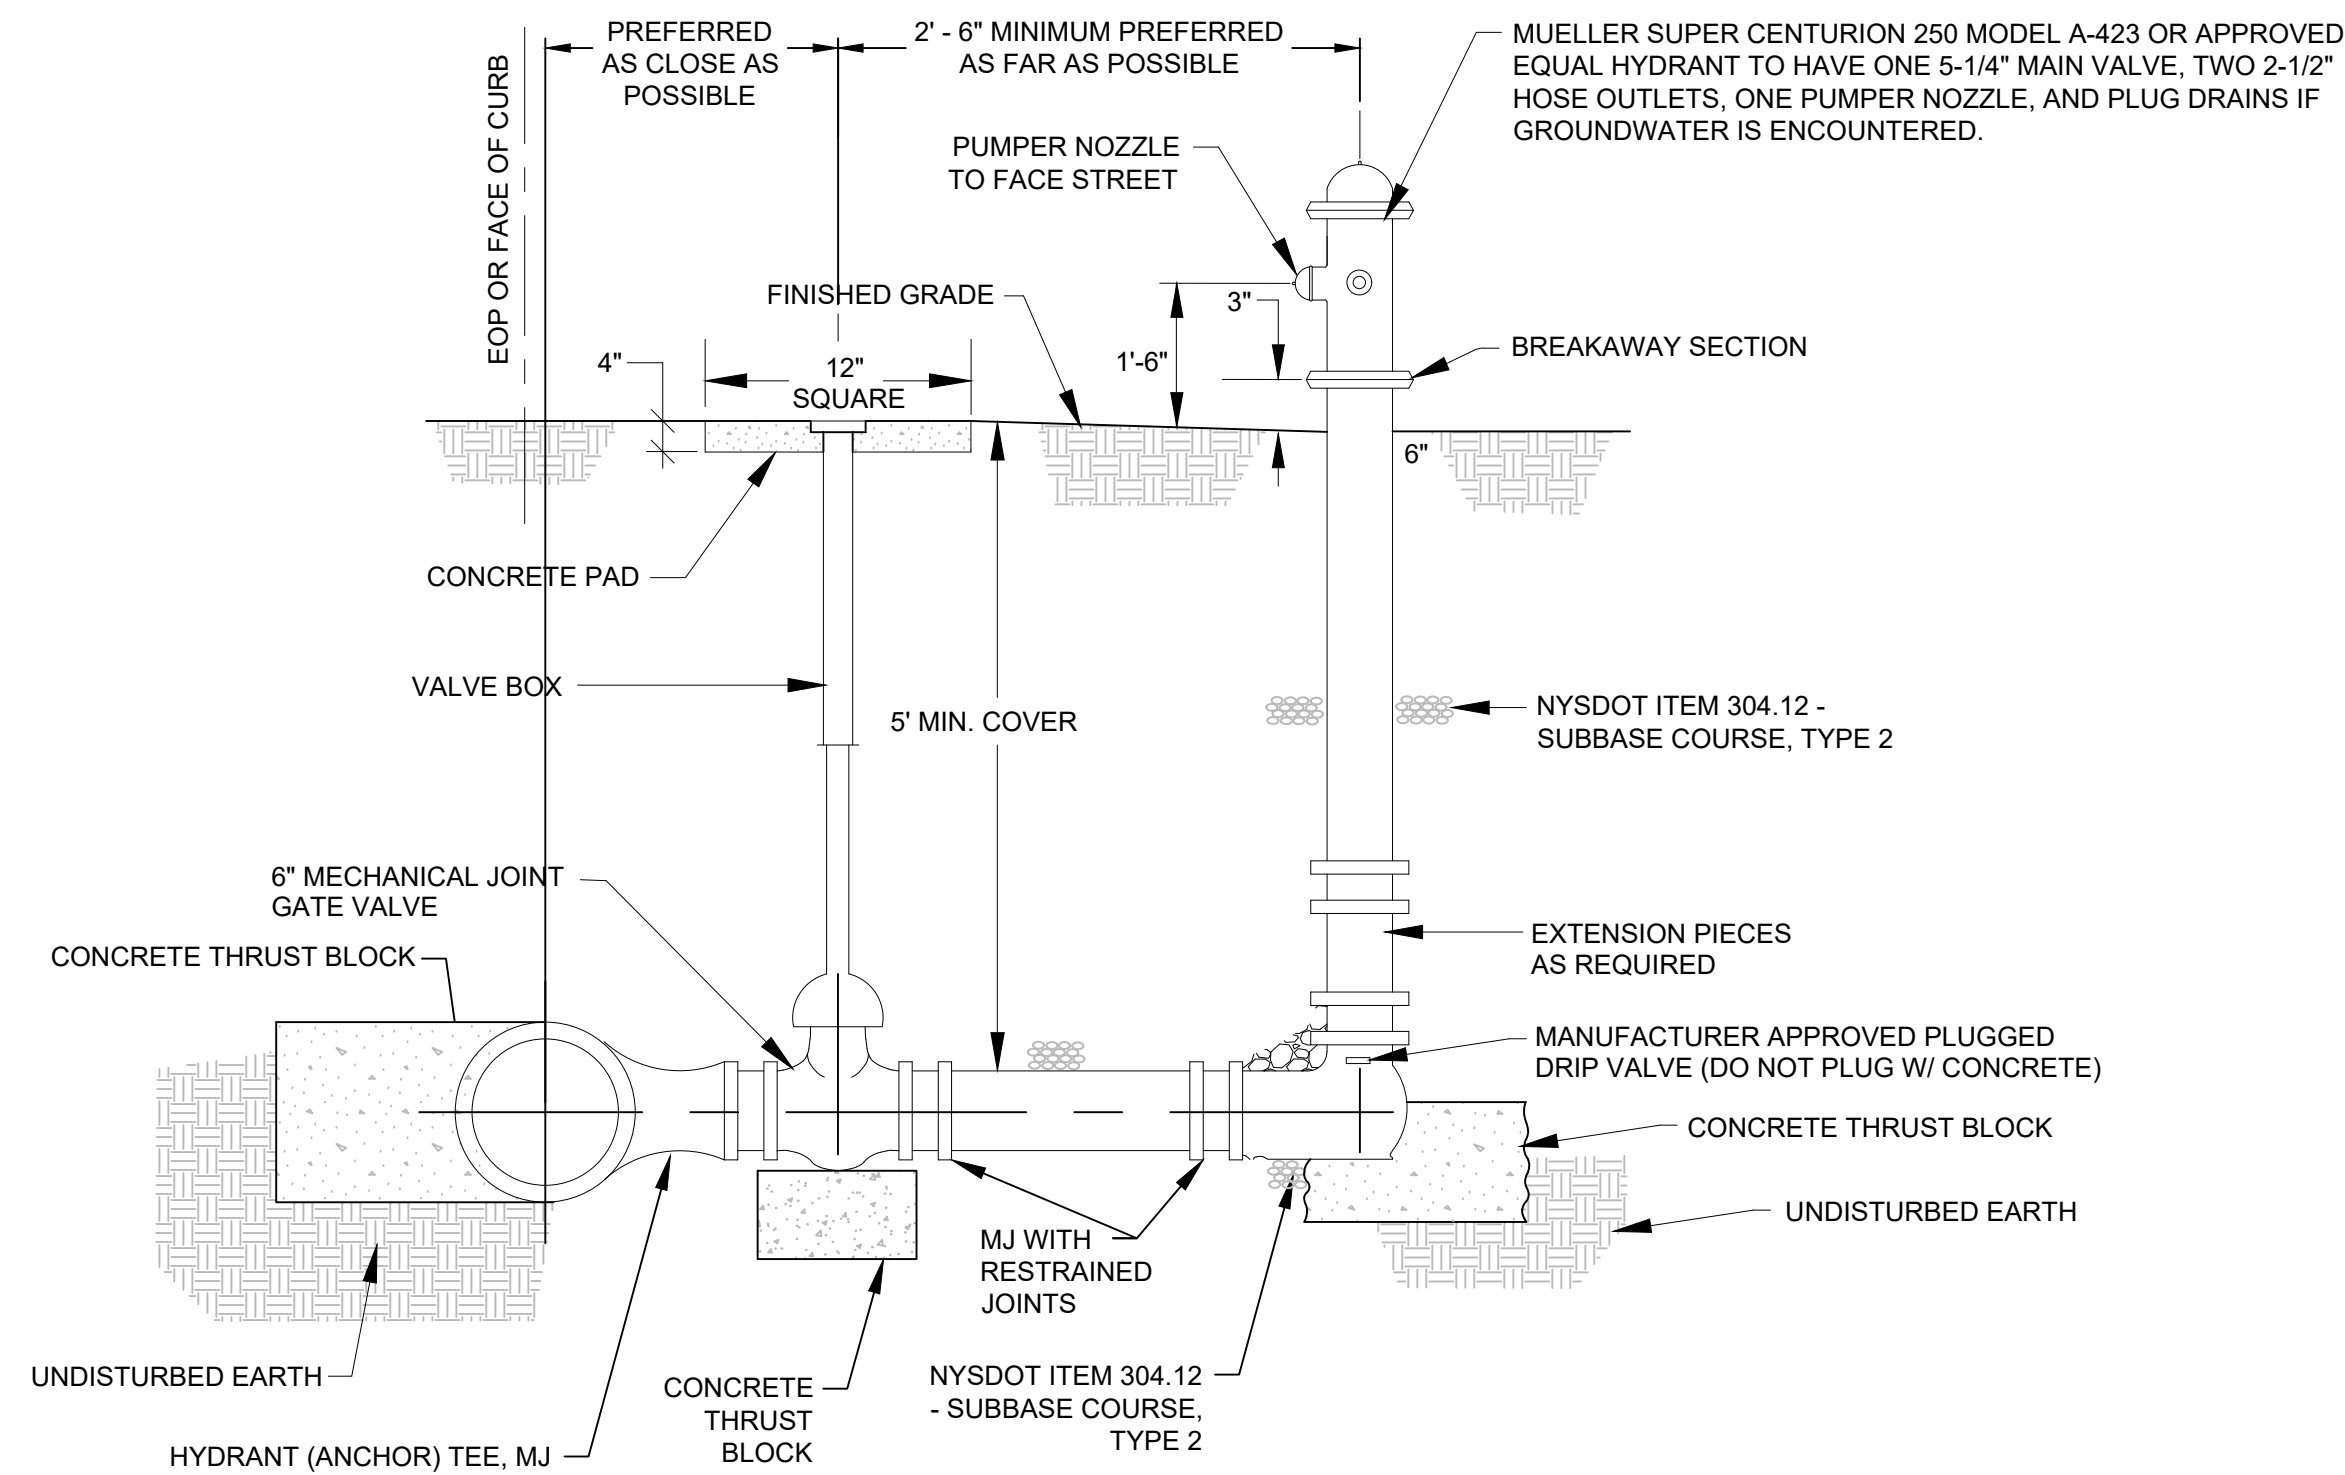 PREFERRED
AS CLOSE AS
POSSIBLE
2' - 6" MINIMUM PREFERRED
AS FAR AS POSSIBLE
MUELLER SUPER CENTURION 250 MODEL A-423 OR APPROVED
EQUAL HYDRANT TO HAVE ONE 5-1/4" MAIN VALVE, TWO 2-1/2"
HOSE OUTLETS, ONE PUMPER NOZZLE, AND PLUG DRAINS IF
GROUNDWATER IS ENCOUNTERED.
EOP OR FACE OF CURB
PUMPER NOZZLE
TO FACE STREET
FINISHED GRADE
3"
1'-6"
BREAKAWAY SECTION
4"
12"
SQUARE
6"
CONCRETE PAD
VALVE BOX
5' MIN. COVER
NYSDOT ITEM 304.12 -
SUBBASE COURSE, TYPE 2
6" MECHANICAL JOINT
GATE VALVE
CONCRETE THRUST BLOCK
EXTENSION PIECES
AS REQUIRED
MANUFACTURER APPROVED PLUGGED
DRIP VALVE (DO NOT PLUG W/ CONCRETE)
CONCRETE THRUST BLOCK
UNDISTURBED EARTH
MJ WITH
RESTRAINED
JOINTS
UNDISTURBED EARTH
CONCRETE
THRUST
BLOCK
NYSDOT ITEM 304.12
- SUBBASE COURSE,
TYPE 2
HYDRANT (ANCHOR) TEE, MJ